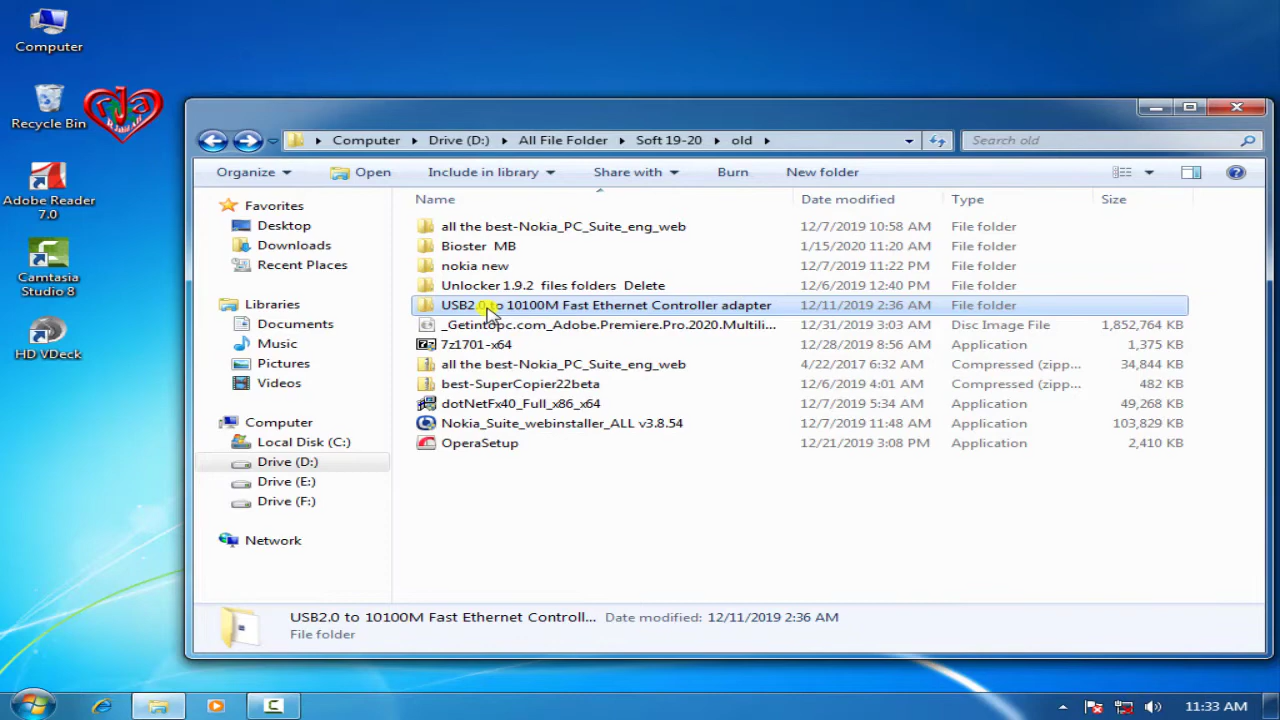 Computer
Recycle Bin
rja
Adobe Reader
7.0
Camtasia
Studio 8
HD VDeck
Computer Drive (D:) All File Folder Soft 19-20 old
Search old
Organize Open Include in library Share with Burn New folder
Name Date modified Type Size
Favorites
Desktop
Downloads
Recent Places
Libraries
Documents
Music
Pictures
Videos
Computer
Local Disk (C:)
Drive (D:)
Drive (E:)
Drive (F:)
Network
all the best-Nokia_PC_Suite_eng_web 12/7/2019 10:58 AM File folder
Bioster MB 1/15/2020 11:20 AM File folder
nokia new 12/7/2019 11:22 PM File folder
Unlocker 1.9.2 files folders Delete 12/6/2019 12:40 PM File folder
USB2.0 to 10100M Fast Ethernet Controller adapter 12/11/2019 2:36 AM File folder
_Getintopc.com_Adobe.Premiere.Pro.2020.Multili... 12/31/2019 3:03 AM Disc Image File 1,852,764 KB
7z1701-x64 12/28/2019 8:56 AM Application 1,375 KB
all the best-Nokia_PC_Suite_eng_web 4/22/2017 6:32 AM Compressed (zipp... 34,844 KB
best-SuperCopier22beta 12/6/2019 4:01 AM Compressed (zipp... 482 KB
dotNetFx40_Full_x86_x64 12/7/2019 5:34 AM Application 49,268 KB
Nokia_Suite_webinstaller_ALL v3.8.54 12/7/2019 11:48 AM Application 103,829 KB
OperaSetup 12/21/2019 3:08 PM Application 2,410 KB
USB2.0 to 10100M Fast Ethernet Controll... Date modified: 12/11/2019 2:36 AM
File folder
11:33 AM